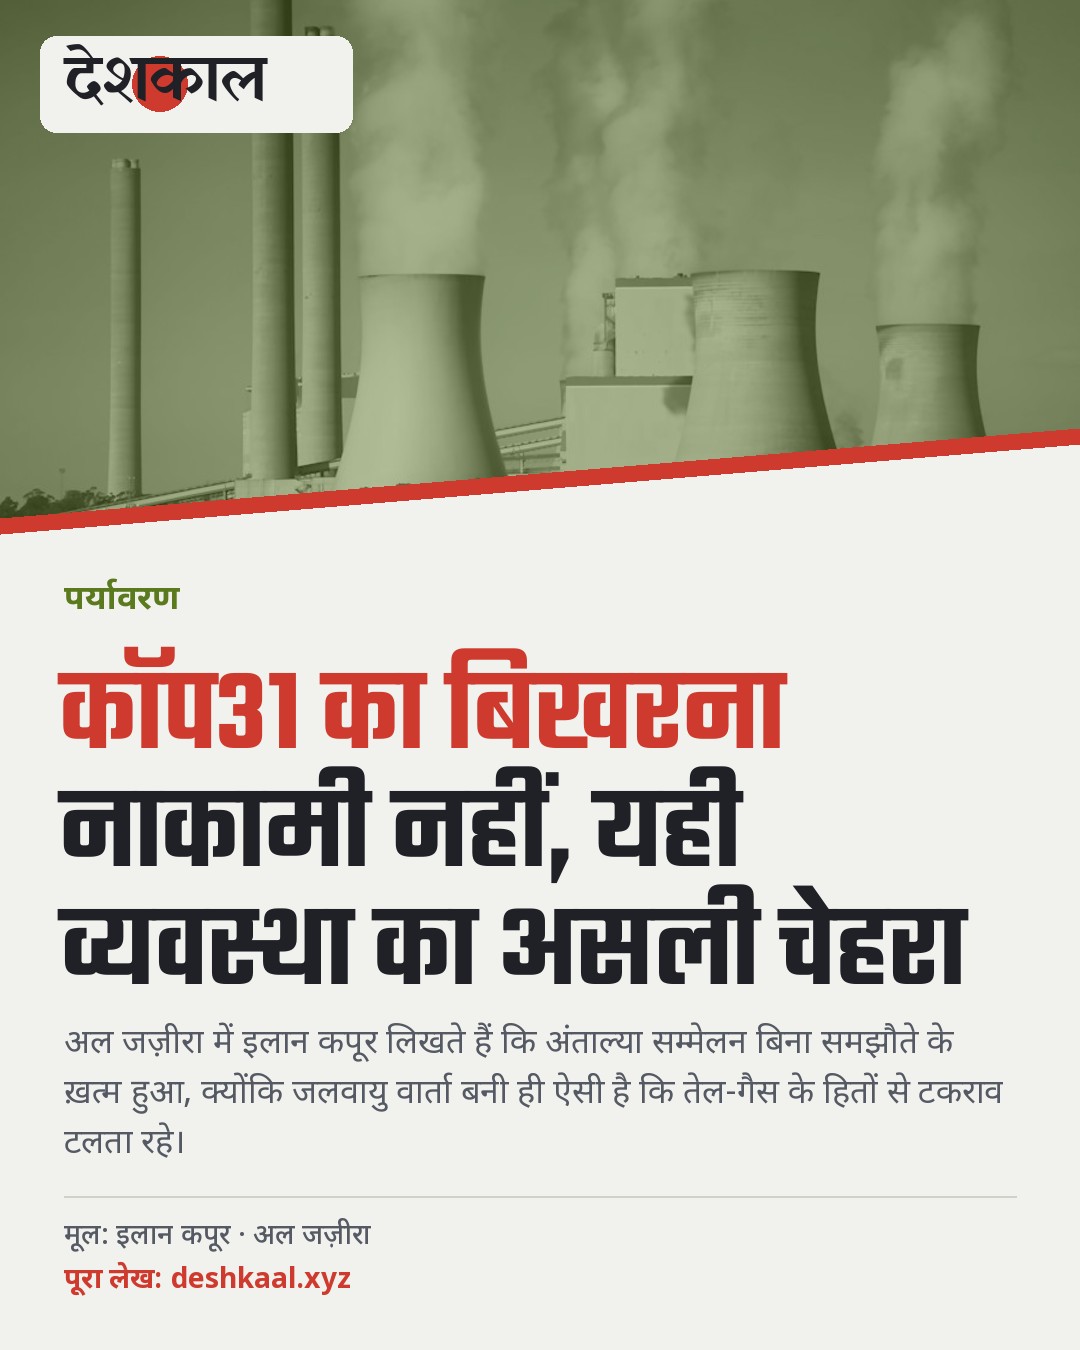 देशकाल
पर्यावरण
कॉप31 का बिखरना
नाकामी नहीं, यही
व्यवस्था का असली चेहरा
अल जज़ीरा में इलान कपूर लिखते हैं कि अंताल्या सम्मेलन बिना समझौते के
ख़त्म हुआ, क्योंकि जलवायु वार्ता बनी ही ऐसी है कि तेल-गैस के हितों से टकराव
टलता रहे।
मूल: इलान कपूर · अल जज़ीरा
पूरा लेख: deshkaal.xyz